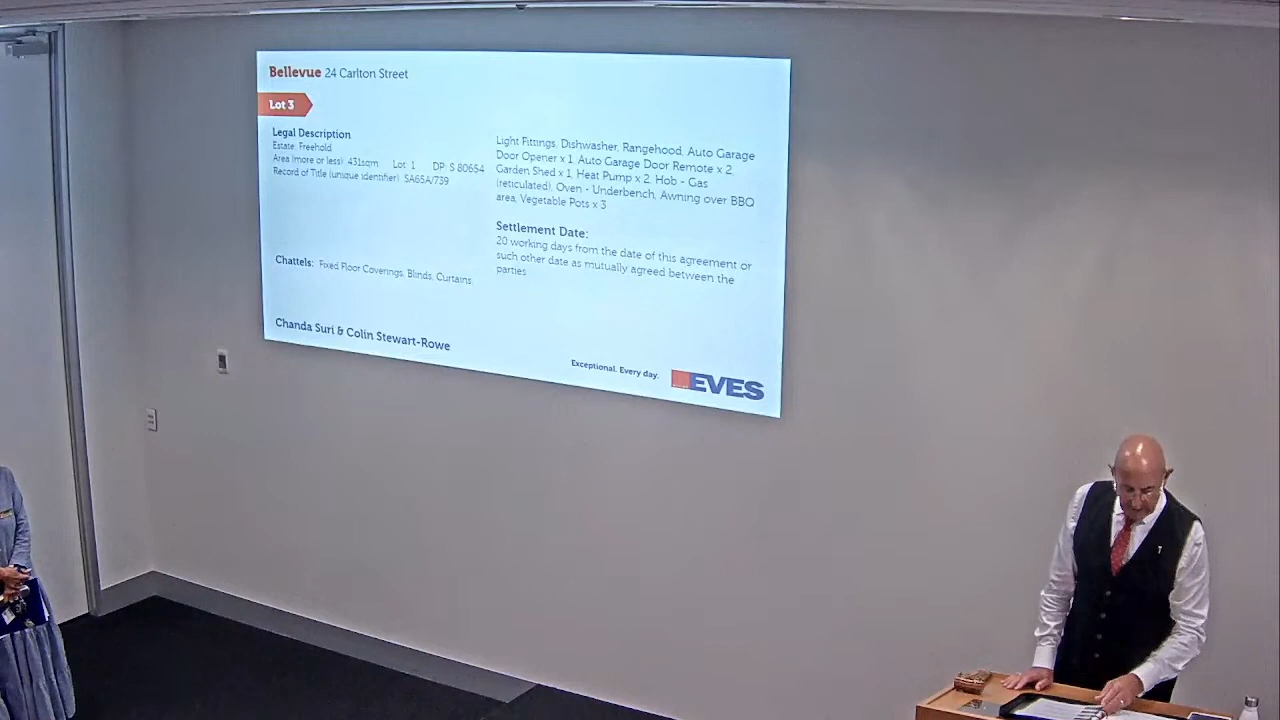 Bellevue 24 Carlton Street
Lot 3
Legal Description
Estate: Freehold
Area (more or less): 431sqm Lot: 1 DP: S 80654
Record of Title (unique identifier): SA65A/739
Chattels: Fixed Floor Coverings, Blinds, Curtains,
Light Fittings, Dishwasher, Rangehood, Auto Garage
Door Opener x 1, Auto Garage Door Remote x 2,
Garden Shed x 1, Heat Pump x 2, Hob - Gas
(reticulated), Oven - Underbench, Awning over BBQ
area, Vegetable Pots x 3
Settlement Date:
20 working days from the date of this agreement or
such other date as mutually agreed between the
parties
Chanda Suri & Colin Stewart-Rowe
Exceptional. Every day.
EVES